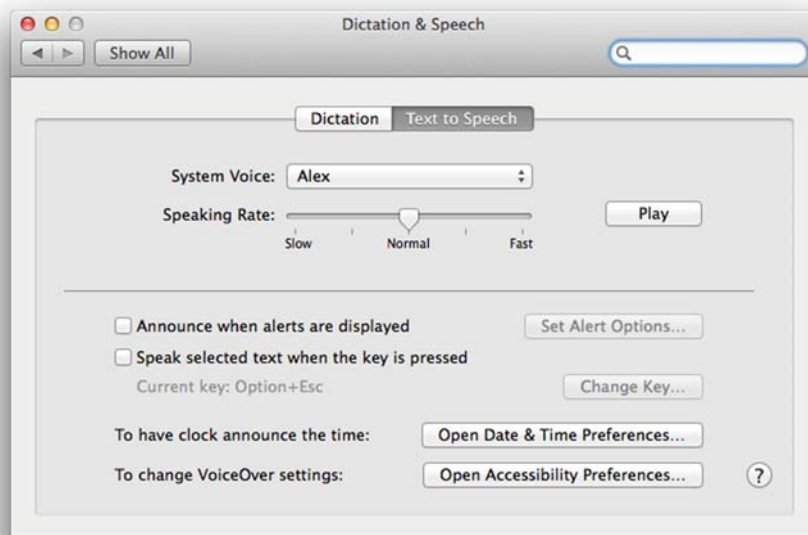 Dictation & Speech
Show All
Dictation Text to Speech
System Voice: Alex
Speaking Rate: Play
Slow Normal Fast
Announce when alerts are displayed Set Alert Options...
Speak selected text when the key is pressed
Current key: Option+Esc Change Key...
To have clock announce the time: Open Date & Time Preferences...
To change VoiceOver settings: Open Accessibility Preferences... ?